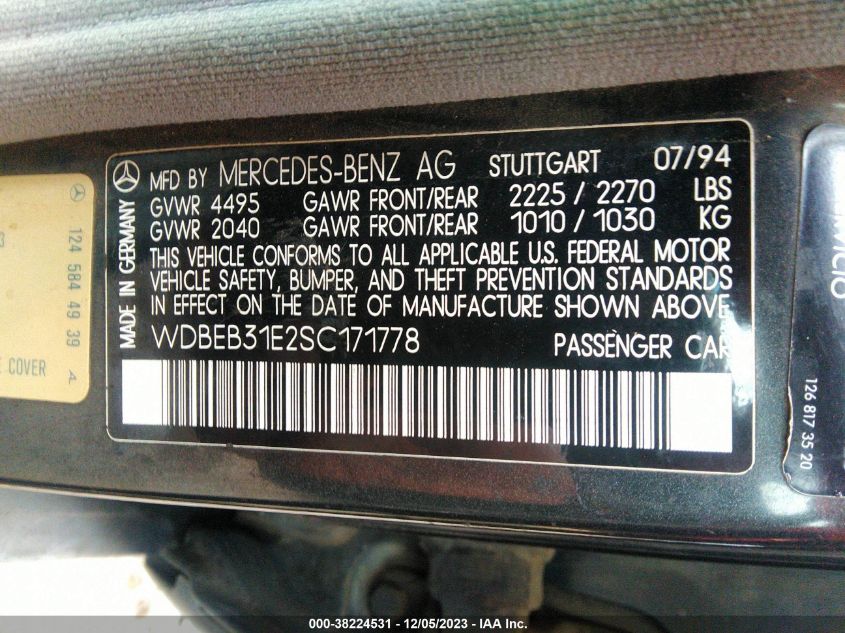 MFD BY MERCEDES-BENZ AG STUTTGART 07/94
GVWR 4495 GAWR FRONT/REAR 2225 / 2270 LBS
GVWR 2040 GAWR FRONT/REAR 1010 / 1030 KG
THIS VEHICLE CONFORMS TO ALL APPLICABLE U.S. FEDERAL MOTOR
VEHICLE SAFETY, BUMPER, AND THEFT PREVENTION STANDARDS
IN EFFECT ON THE DATE OF MANUFACTURE SHOWN ABOVE
WDBEB31E2SC171778 PASSENGER CAR
MADE IN GERMANY
124 584 49 39
COVER
126 817 35 20
000-38224531 - 12/05/2023 - IAA Inc.